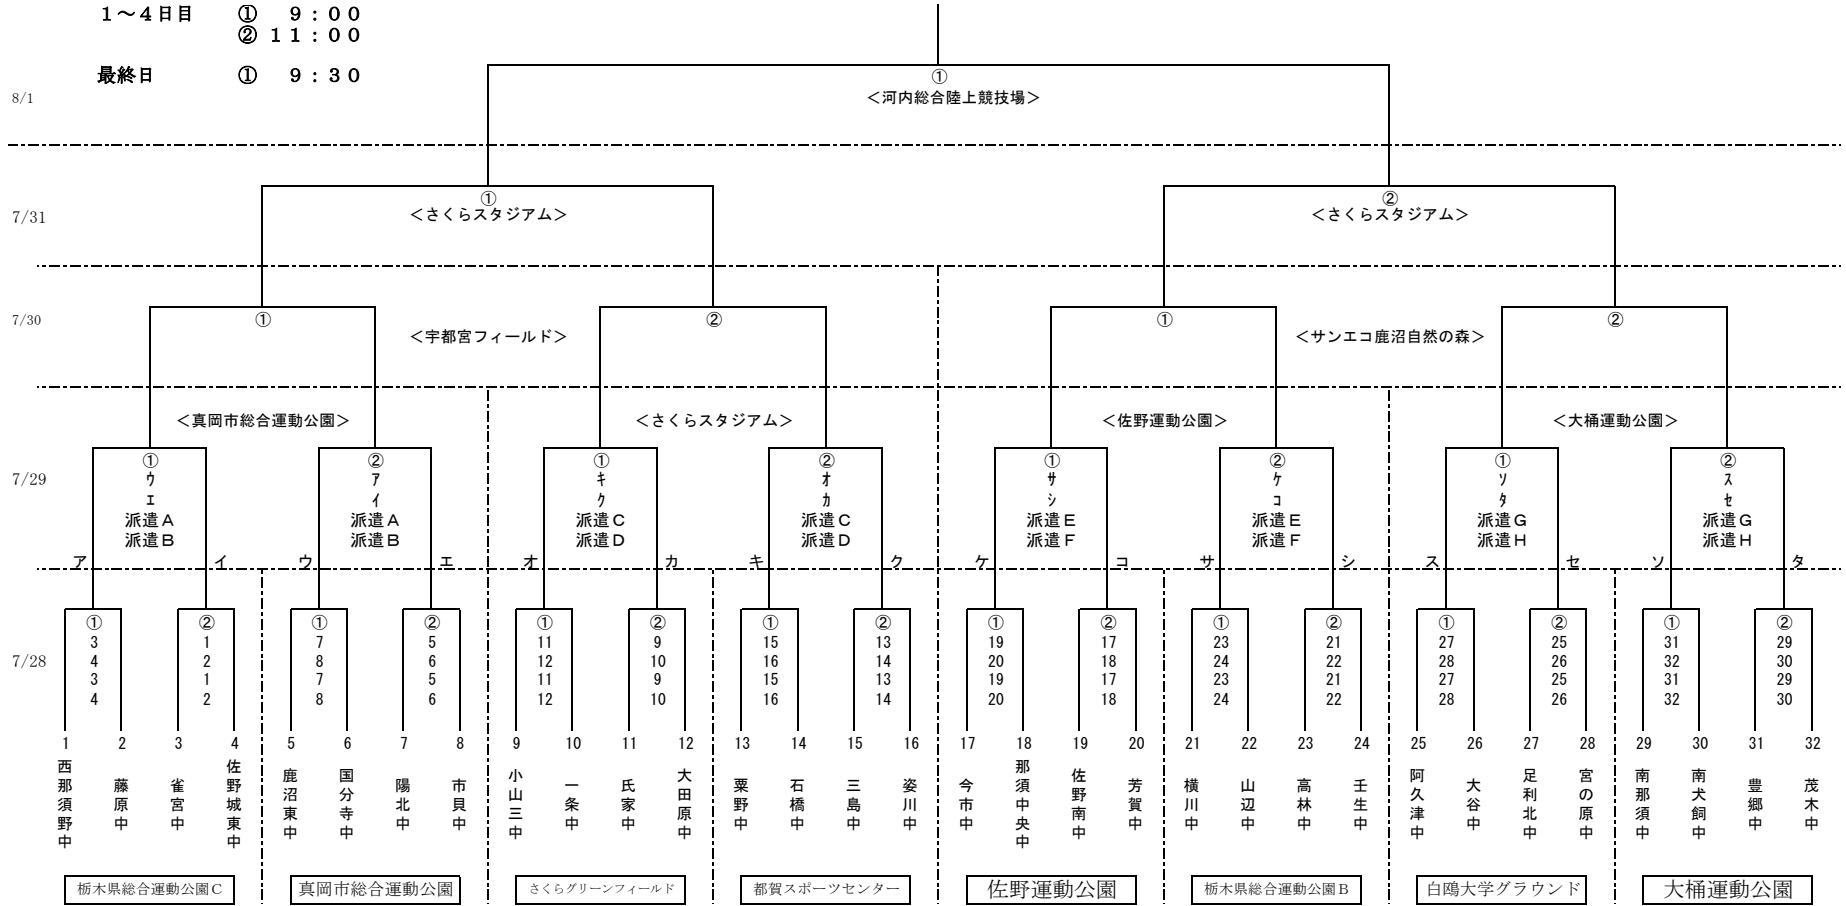 １～４日目 ① ９：００
② １１：００
最終日 ① ９：３０
①
8/1
＜河内総合陸上競技場＞
① ②
7/31
＜さくらスタジアム＞ ＜さくらスタジアム＞
① ② ① ②
7/30
＜宇都宮フィールド＞ ＜サンエコ鹿沼自然の森＞
＜真岡市総合運動公園＞ ＜さくらスタジアム＞ ＜佐野運動公園＞ ＜大桶運動公園＞
① ② ① ② ① ② ① ②
7/29
ウ ア キ オ サ ケ ソ ス
エ イ ク カ シ コ タ セ
派遣Ａ 派遣Ａ 派遣Ｃ 派遣Ｃ 派遣Ｅ 派遣Ｅ 派遣Ｇ 派遣Ｇ
派遣Ｂ 派遣Ｂ 派遣Ｄ 派遣Ｄ 派遣Ｆ 派遣Ｆ 派遣Ｈ 派遣Ｈ
ア イ ウ エ オ カ キ ク ケ コ サ シ ス セ ソ タ
① ② ① ② ① ② ① ② ① ② ① ② ① ② ① ②
3 1 7 5 11 9 15 13 19 17 23 21 27 25 31 29
7/28
4 2 8 6 12 10 16 14 20 18 24 22 28 26 32 30
3 1 7 5 11 9 15 13 19 17 23 21 27 25 31 29
4 2 8 6 12 10 16 14 20 18 24 22 28 26 32 30
1 2 3 4 5 6 7 8 9 10 11 12 13 14 15 16 17 18 19 20 21 22 23 24 25 26 27 28 29 30 31 32
西那須野中
藤原中
雀宮中
佐野城東中
鹿沼東中
国分寺中
陽北中
市貝中
小山三中
一条中
氏家中
大田原中
粟野中
石橋中
三島中
姿川中
今市中
那須中央中
佐野南中
芳賀中
横川中
山辺中
高林中
壬生中
阿久津中
大谷中
足利北中
宮の原中
南那須中
南犬飼中
豊郷中
茂木中
栃木県総合運動公園Ｃ 真岡市総合運動公園 さくらグリーンフィールド 都賀スポーツセンター 佐野運動公園 栃木県総合運動公園Ｂ 白鴎大学グラウンド 大桶運動公園